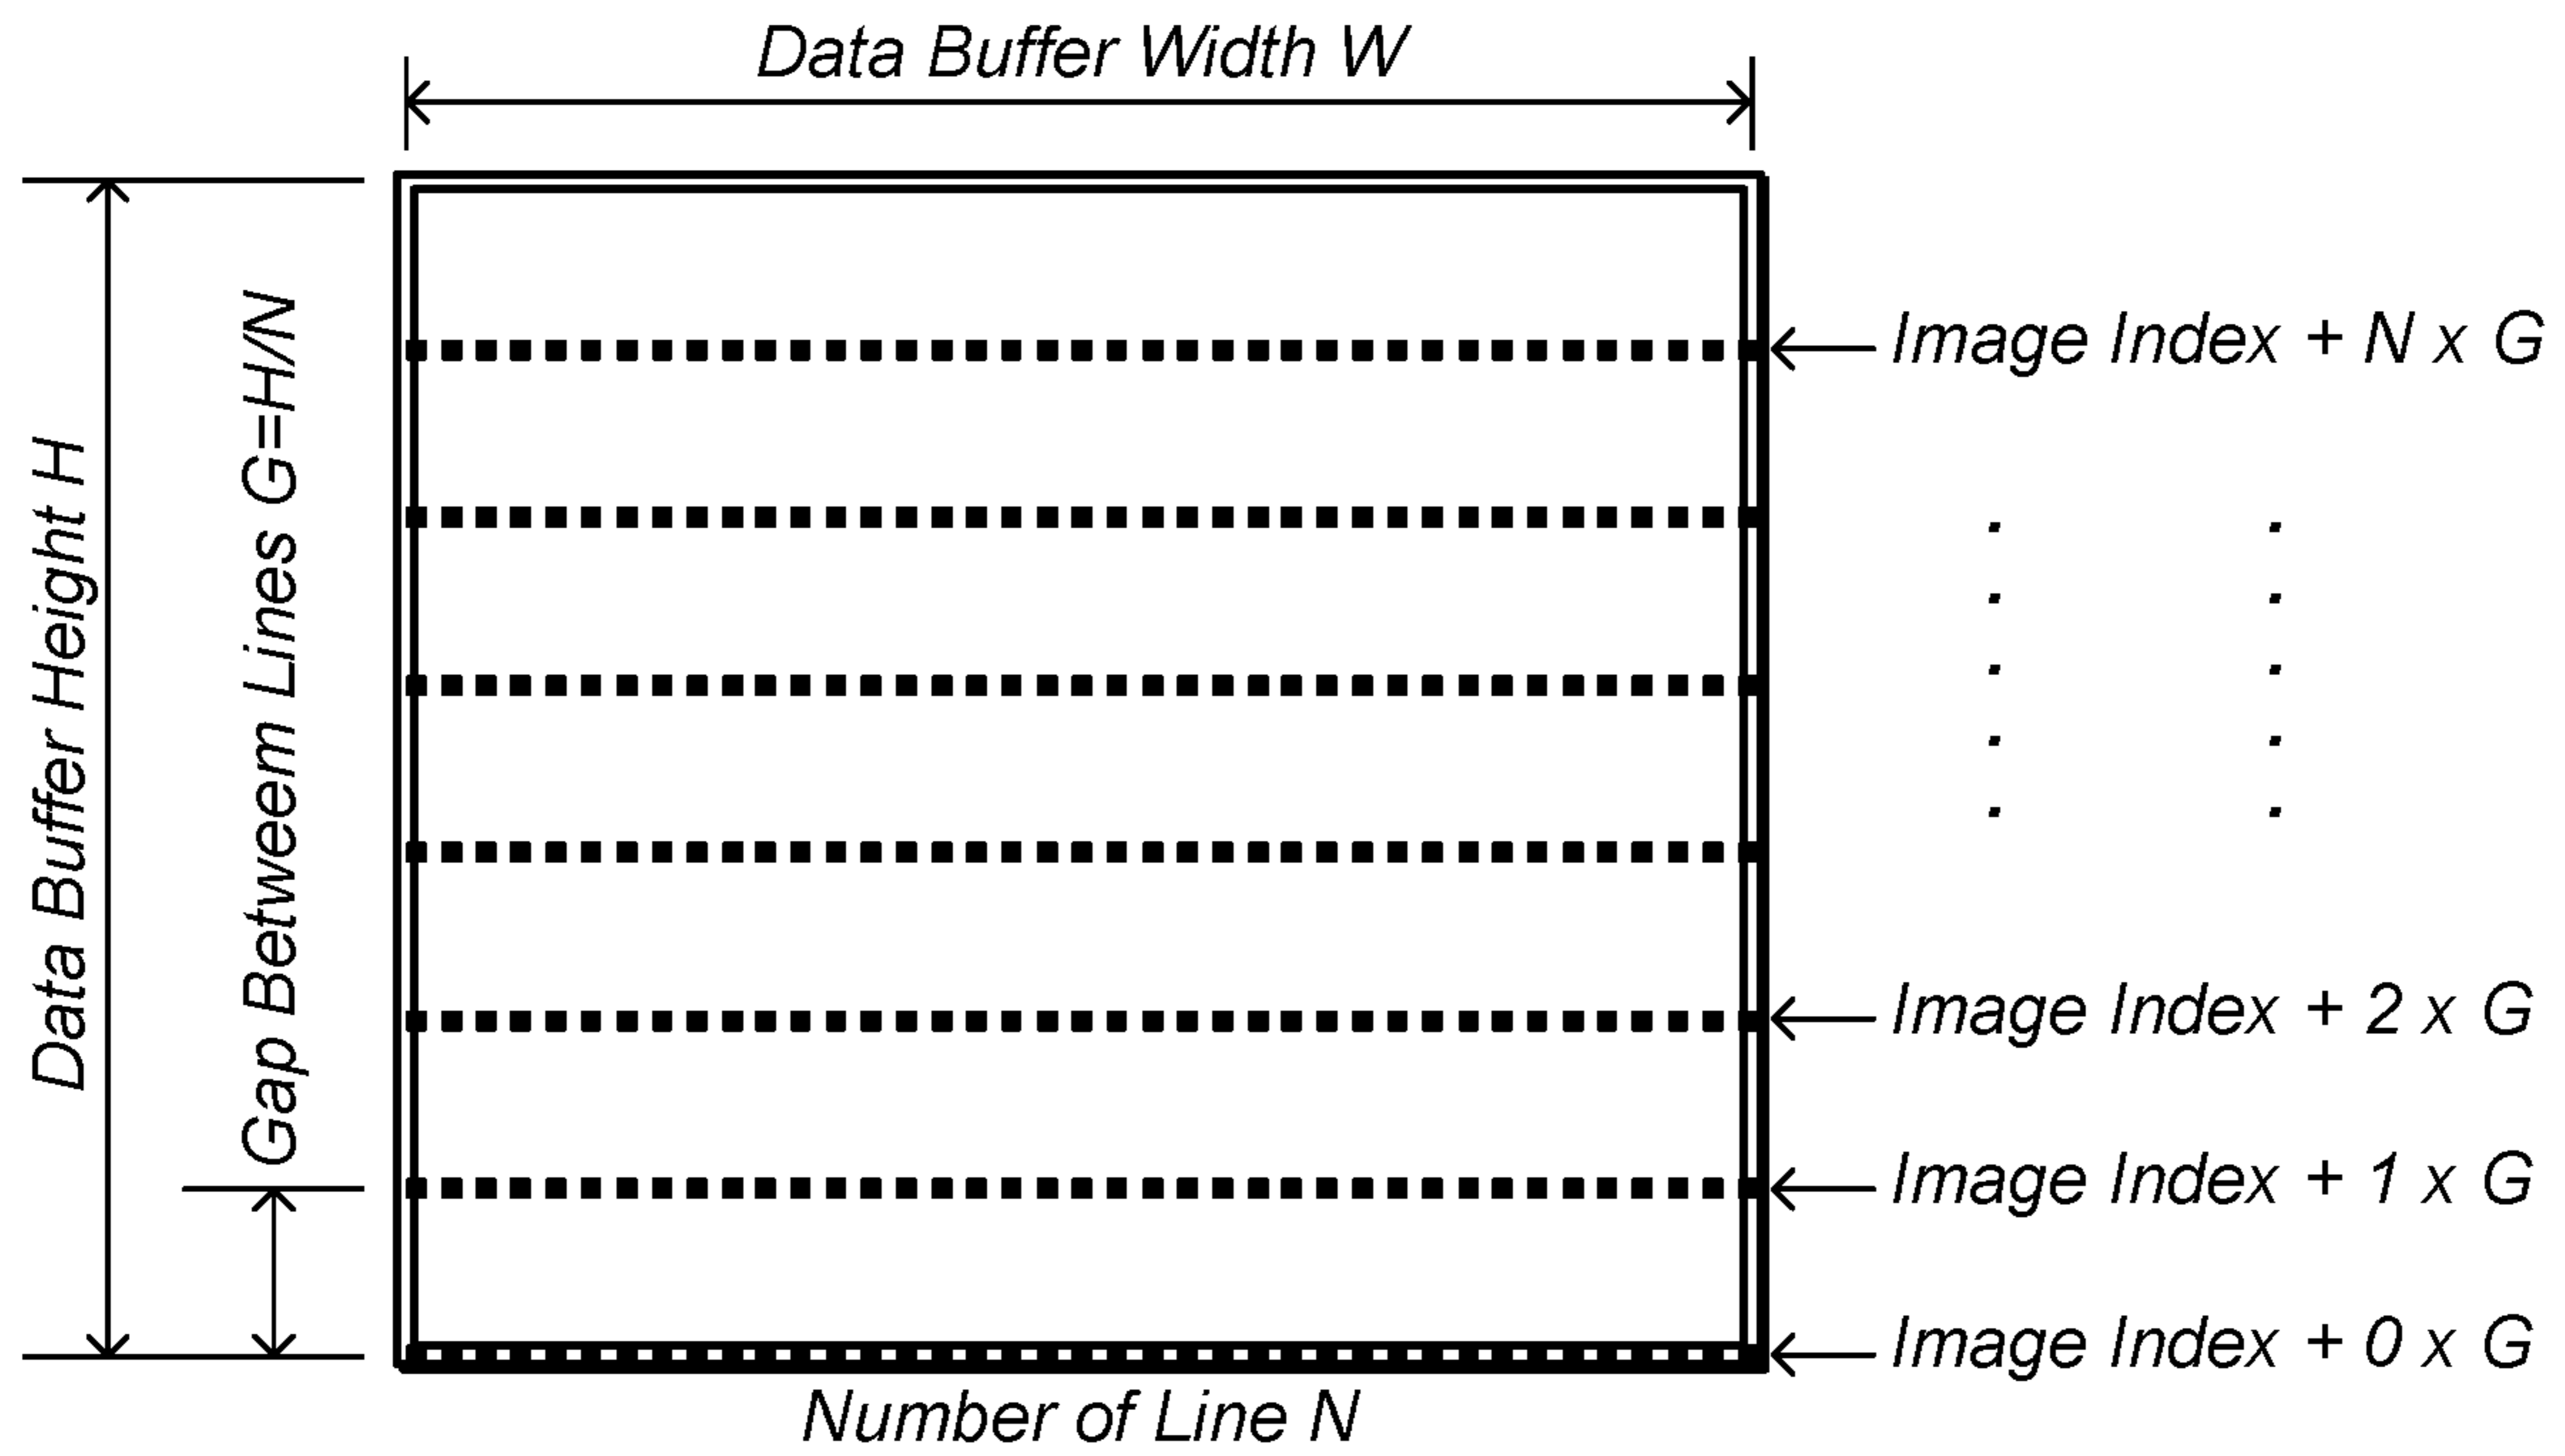 Data Buffer Width W
Data Buffer Height H
Gap Betweem Lines G=H/N
Image Index + N x G
Image Index + 2 x G
Image Index + 1 x G
Image Index + 0 x G
Number of Line N